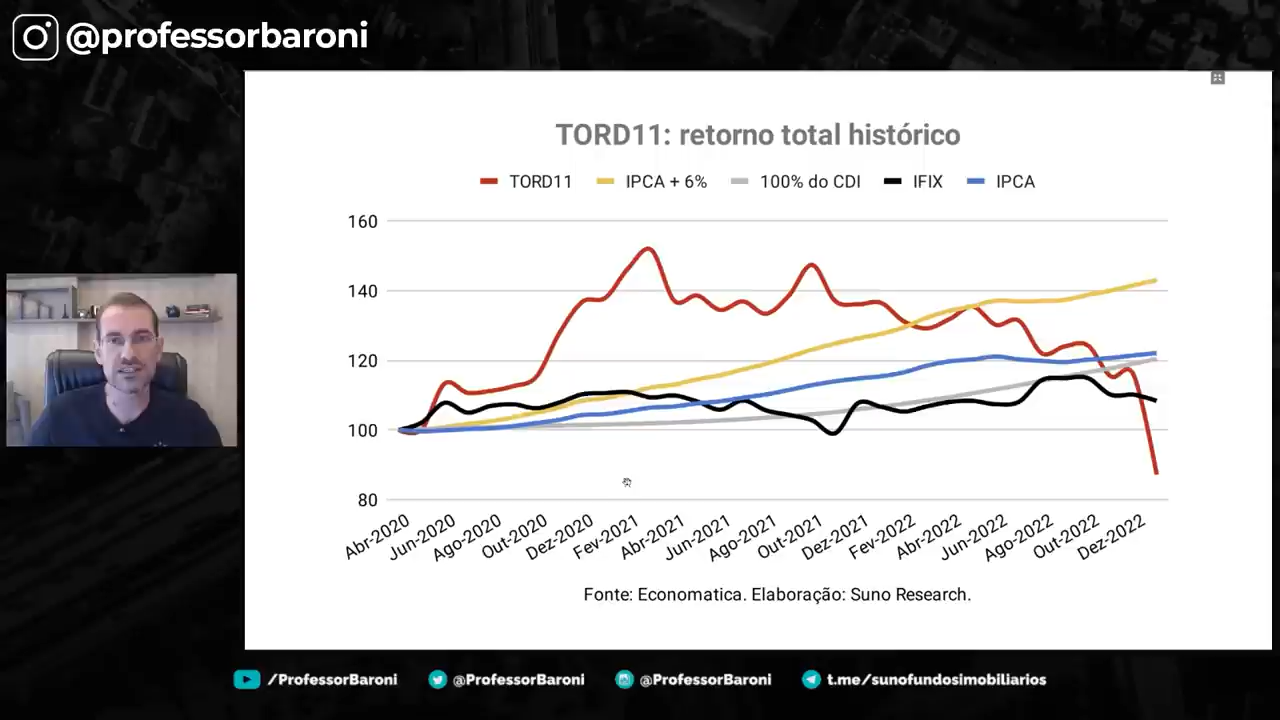 @professorbaroni
TORD11: retorno total histórico
TORD11 IPCA + 6% 100% do CDI IFIX IPCA
160
140
120
100
80
Abr-2020 Jun-2020 Ago-2020 Out-2020 Dez-2020 Fev-2021 Abr-2021 Jun-2021 Ago-2021 Out-2021 Dez-2021 Fev-2022 Abr-2022 Jun-2022 Ago-2022 Out-2022 Dez-2022
Fonte: Economatica. Elaboração: Suno Research.
/ProfessorBaroni @ProfessorBaroni @ProfessorBaroni t.me/sunofundosimobiliarios